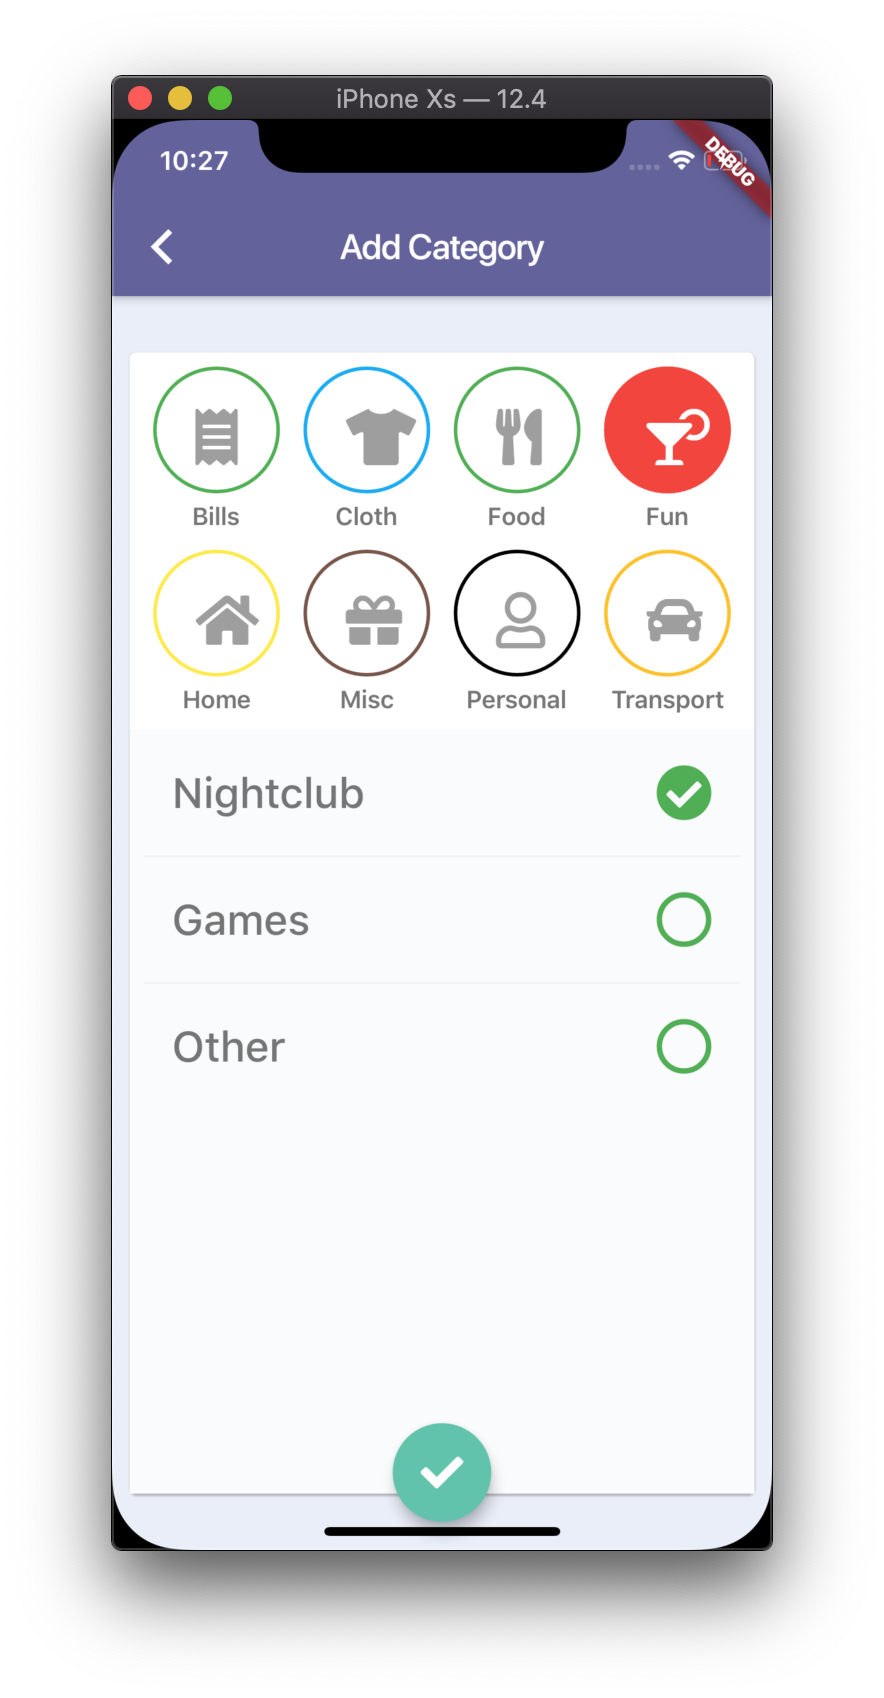 iPhone Xs — 12.4
10:27
DEBUG
Add Category
Bills Cloth Food Fun
Home Misc Personal Transport
Nightclub
Games
Other